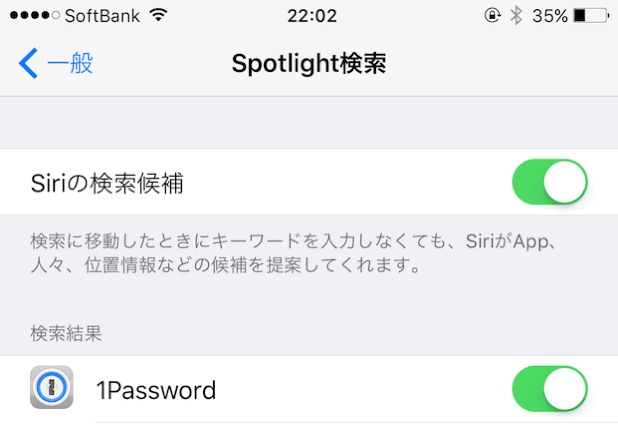 SoftBank 22:02 35%
一般 Spotlight検索
Siriの検索候補
検索に移動したときにキーワードを入力しなくても、SiriがApp、
人々、位置情報などの候補を提案してくれます。
検索結果
1Password